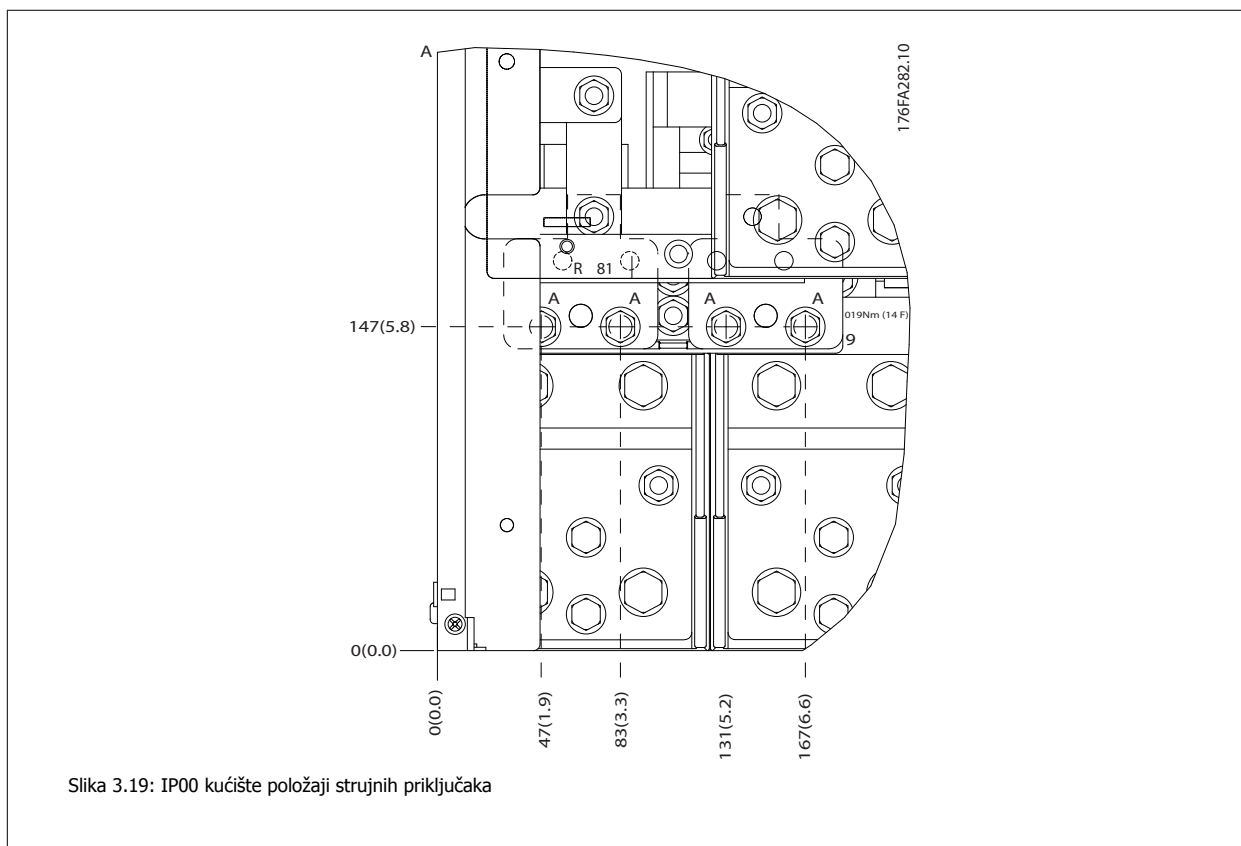 A
176FA282.10
R 81
A A A A
147(5.8)
019Nm (14 F)
9
0(0.0)
0(0.0)
47(1.9)
83(3.3)
131(5.2)
167(6.6)
Slika 3.19: IP00 kućište položaji strujnih priključaka